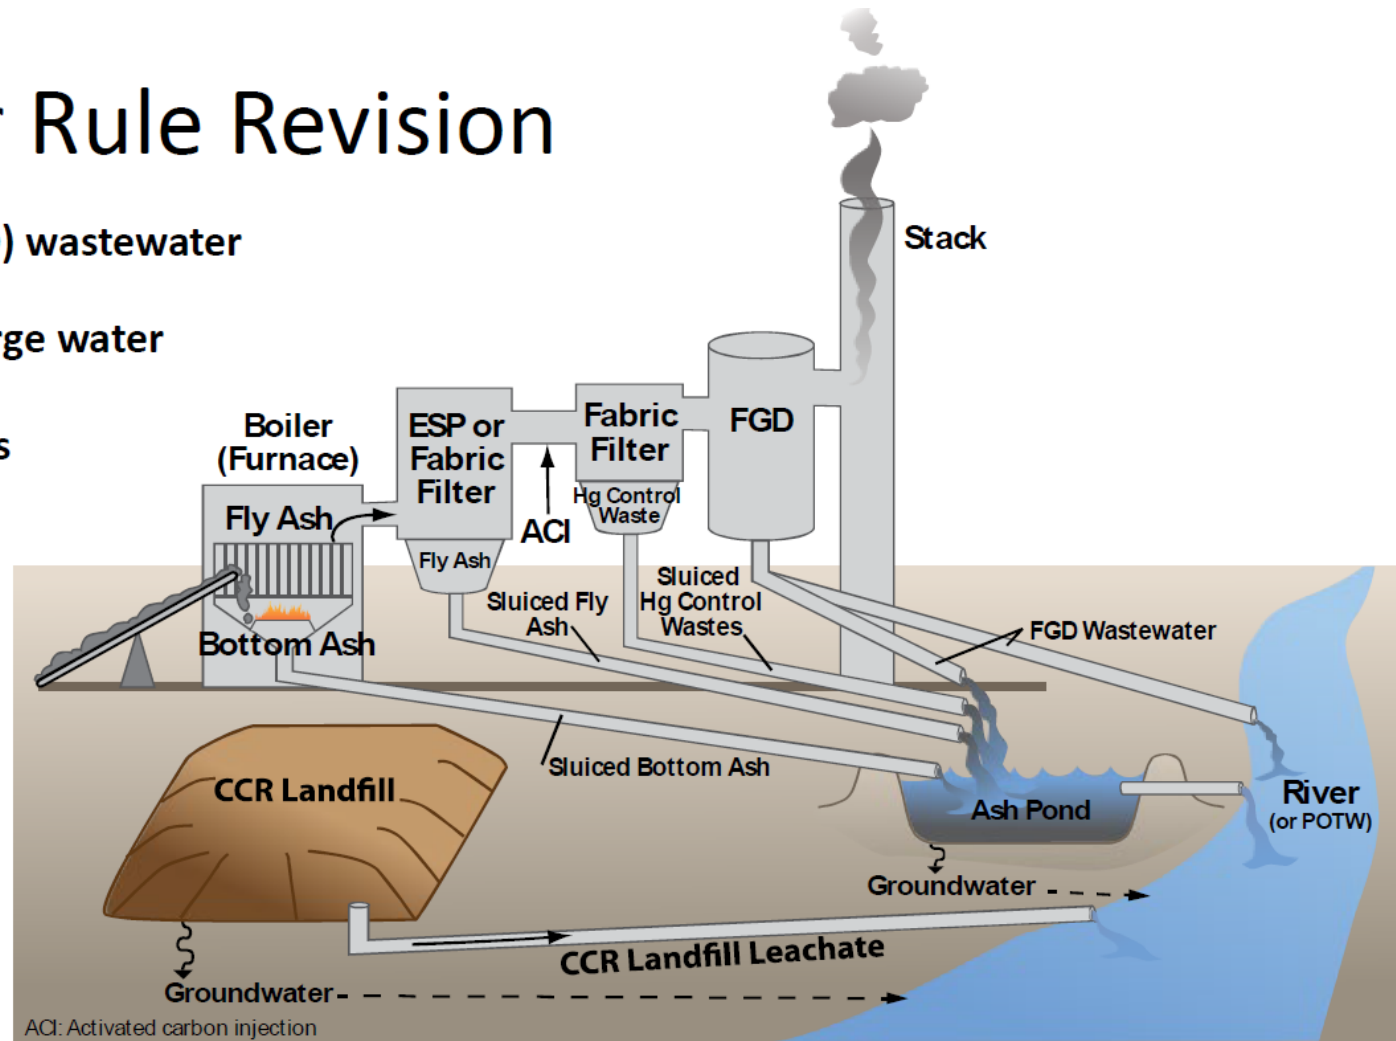 Rule Revision
) wastewater
rge water
s
Stack
Boiler
(Furnace)
ESP or
Fabric
Filter
Fabric
Filter
FGD
Fly Ash
Hg Control
Waste
ACI
Fly Ash
Bottom Ash
Sluiced Fly
Ash
Sluiced
Hg Control
Wastes
FGD Wastewater
Sluiced Bottom Ash
CCR Landfill
Ash Pond
River
(or POTW)
Groundwater
CCR Landfill Leachate
Groundwater
ACI: Activated carbon injection